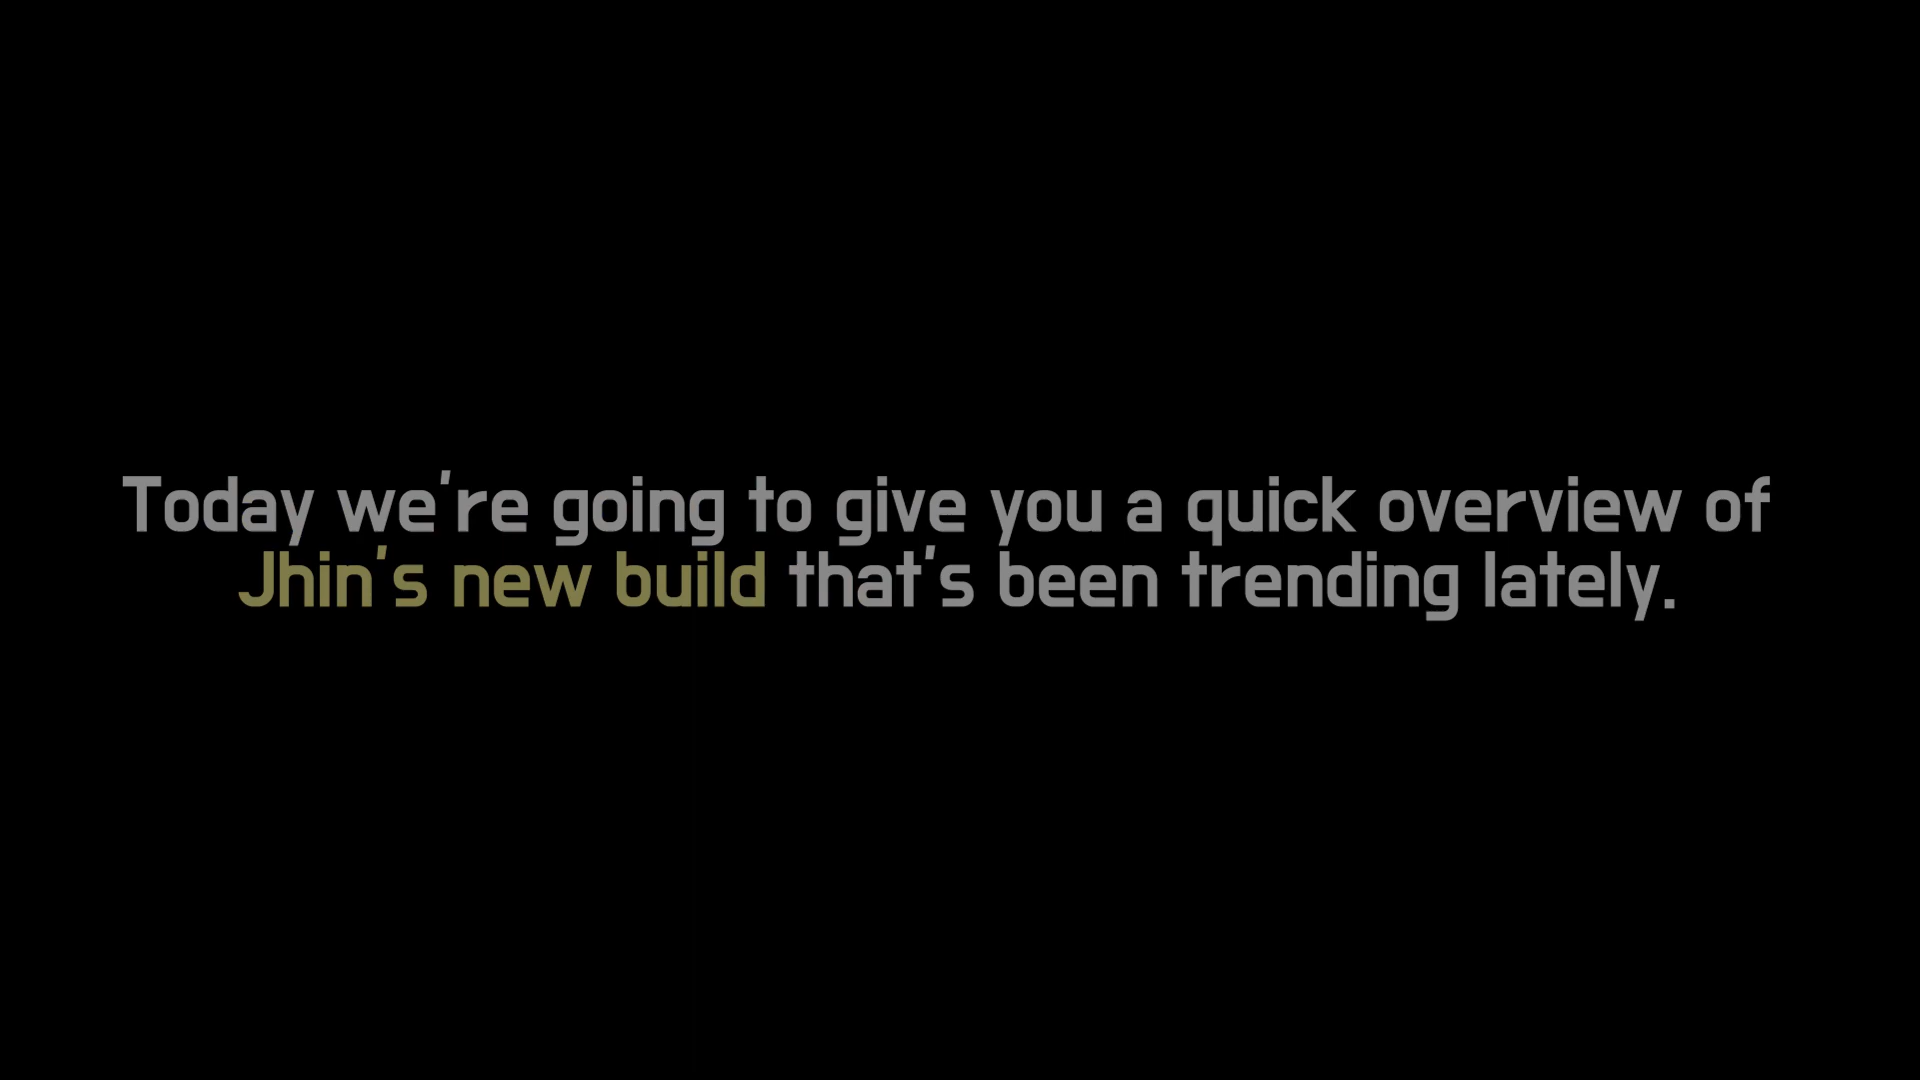 Today we're going to give you a quick overview of
Jhin's new build that's been trending lately.